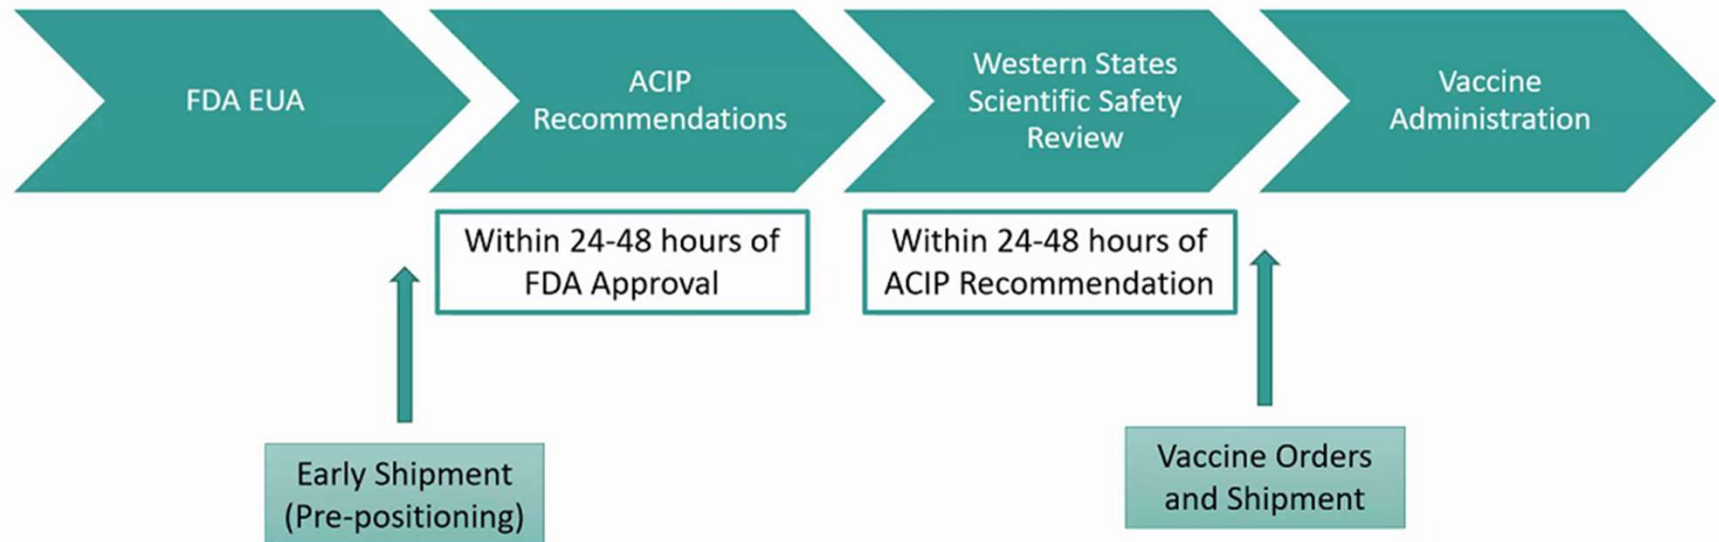 FDA EUA
ACIP
Recommendations
Western States
Scientific Safety
Review
Vaccine
Administration
Within 24-48 hours of
FDA Approval
Within 24-48 hours of
ACIP Recommendation
Early Shipment
(Pre-positioning)
Vaccine Orders
and Shipment